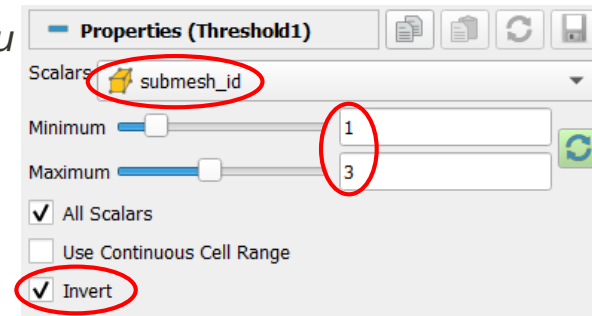 u
Properties (Threshold1)
Scalars submesh_id
Minimum 1
Maximum 3
All Scalars
Use Continuous Cell Range
Invert